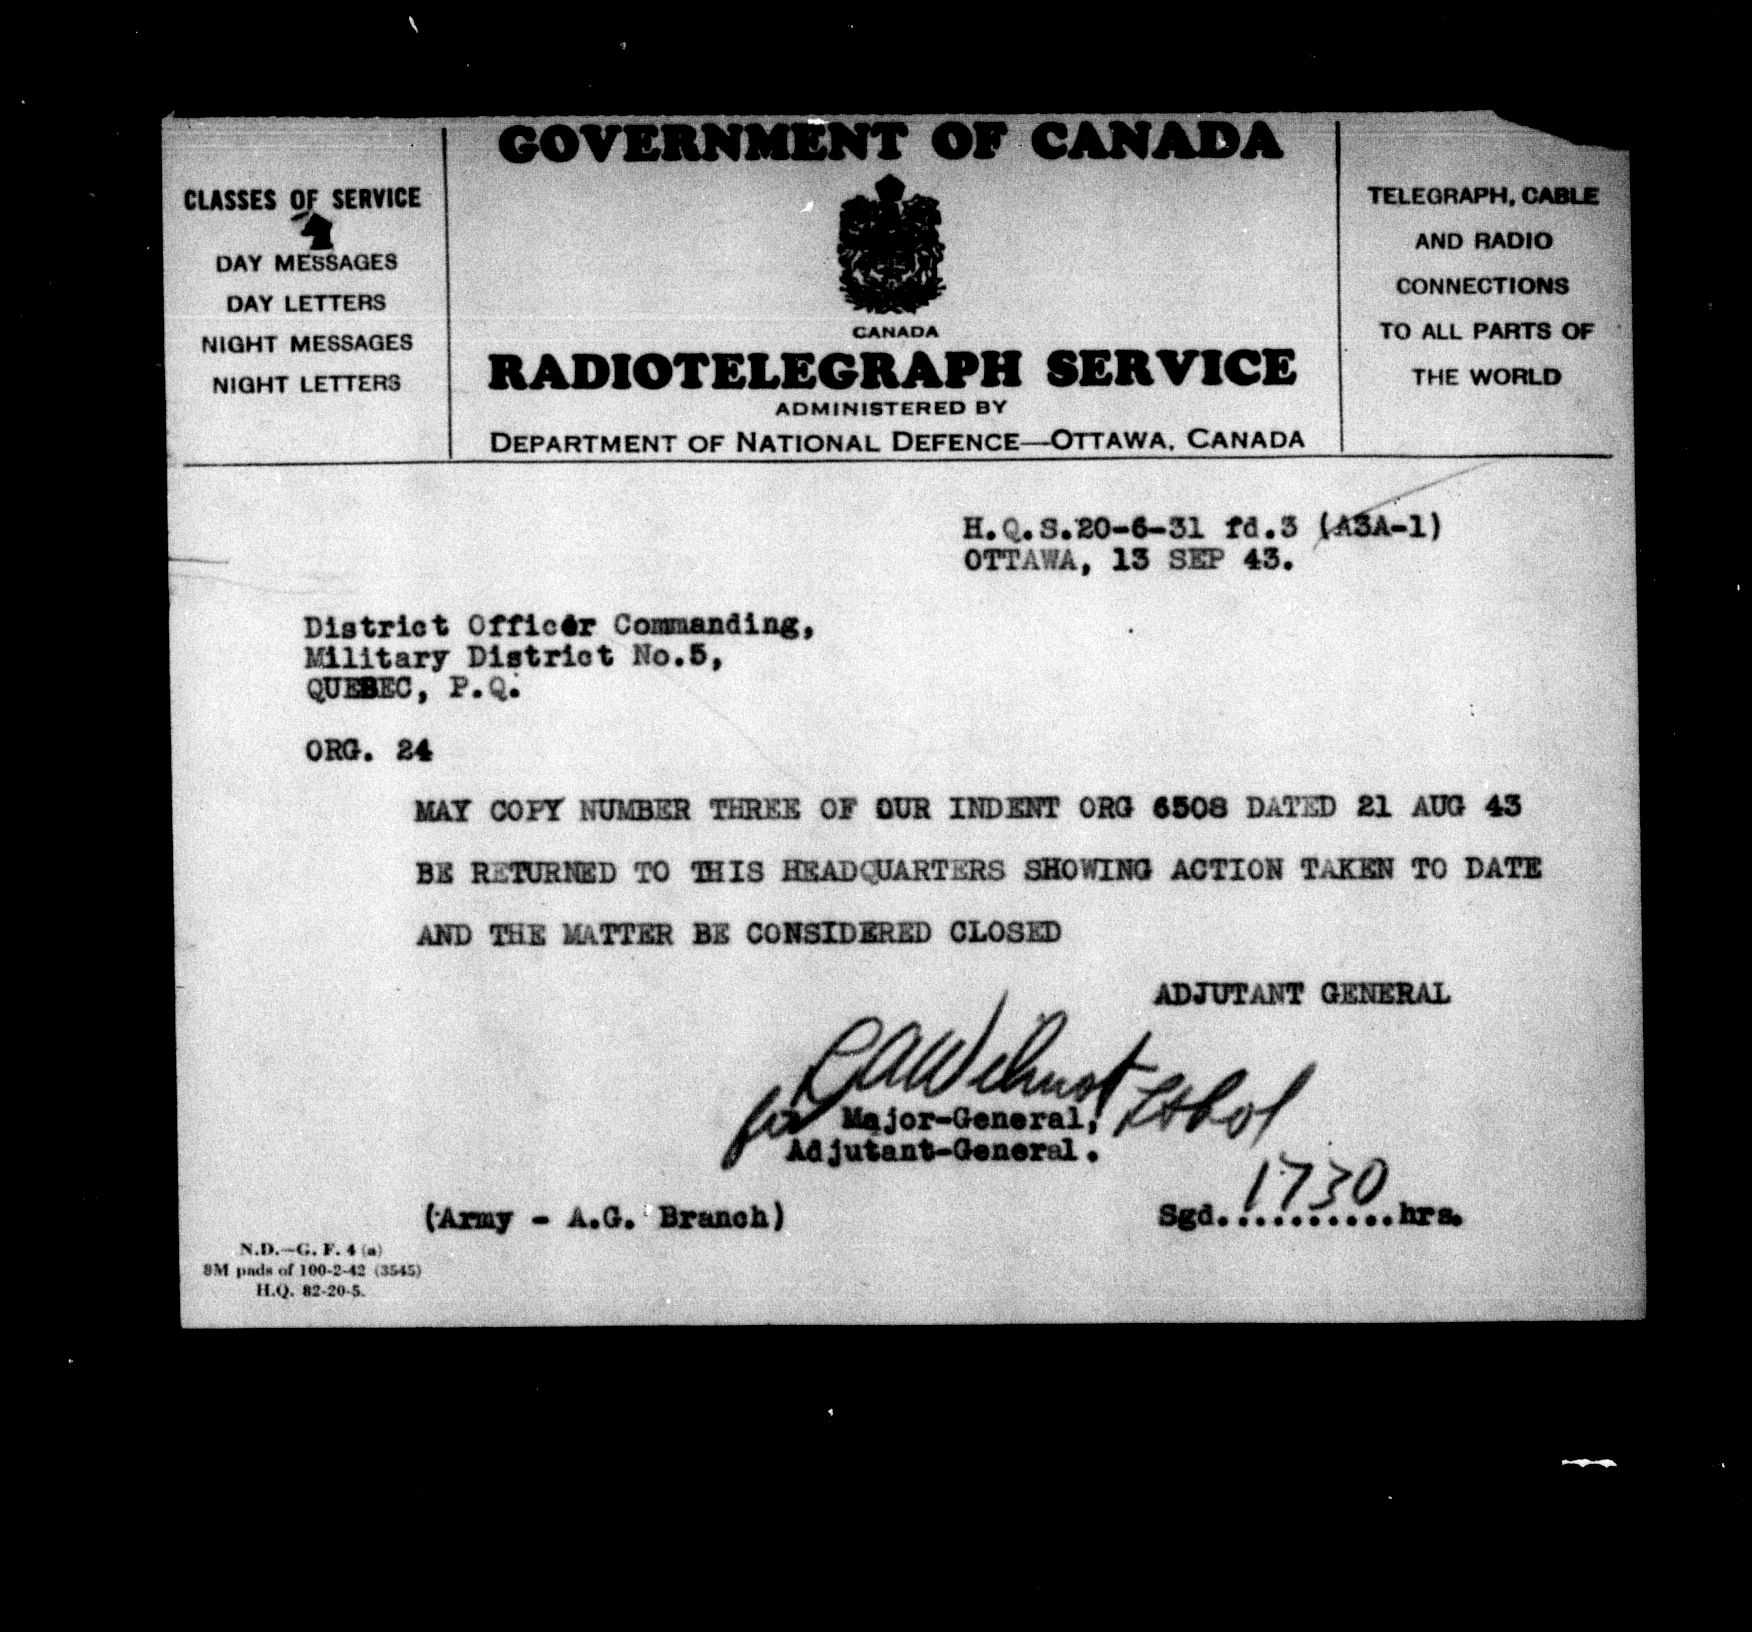 GOVERNMENT OF CANADA
CLASSES OF SERVICE
DAY MESSAGES
DAY LETTERS
NIGHT MESSAGES
NIGHT LETTERS
CANADA
RADIOTELEGRAPH SERVICE
ADMINISTERED BY
DEPARTMENT OF NATIONAL DEFENCE—OTTAWA, CANADA
TELEGRAPH, CABLE
AND RADIO
CONNECTIONS
TO ALL PARTS OF
THE WORLD
H.Q.S.20-6-31 fd.3 (A3A-1)
OTTAWA, 13 SEP 43.
District Officer Commanding,
Military District No.5,
QUEBEC, P.Q.
ORG. 24
MAY COPY NUMBER THREE OF OUR INDENT ORG 6508 DATED 21 AUG 43
BE RETURNED TO THIS HEADQUARTERS SHOWING ACTION TAKEN TO DATE
AND THE MATTER BE CONSIDERED CLOSED
ADJUTANT GENERAL
for Major-General,
Adjutant-General.
(Army - A.G. Branch)
Sgd. 1730 hrs.
N.D.—G. F. 4 (a)
8M pads of 100-2-42 (3545)
H.Q. 82-20-5.